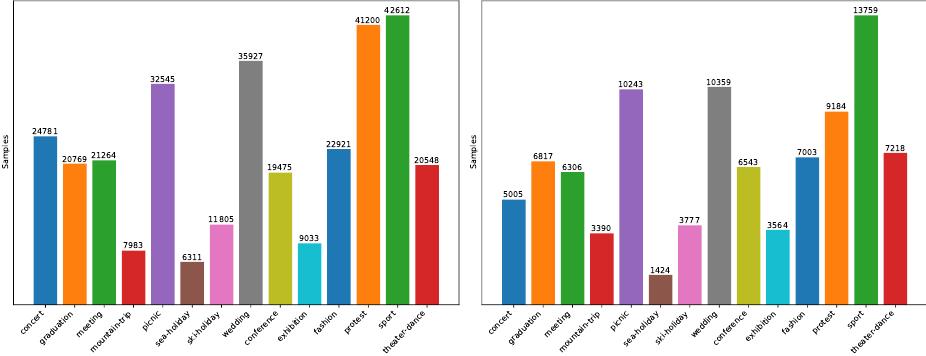 Samples
24781
20769
21264
7983
32545
6311
11805
35927
19475
9033
22921
41200
42612
20548
concert
graduation
meeting
mountain-trip
picnic
sea-holiday
ski-holiday
wedding
conference
exhibition
fashion
protest
sport
theater-dance
Samples
5005
6817
6306
3390
10243
1424
3777
10359
6543
3564
7003
9184
13759
7218
concert
graduation
meeting
mountain-trip
picnic
sea-holiday
ski-holiday
wedding
conference
exhibition
fashion
protest
sport
theater-dance